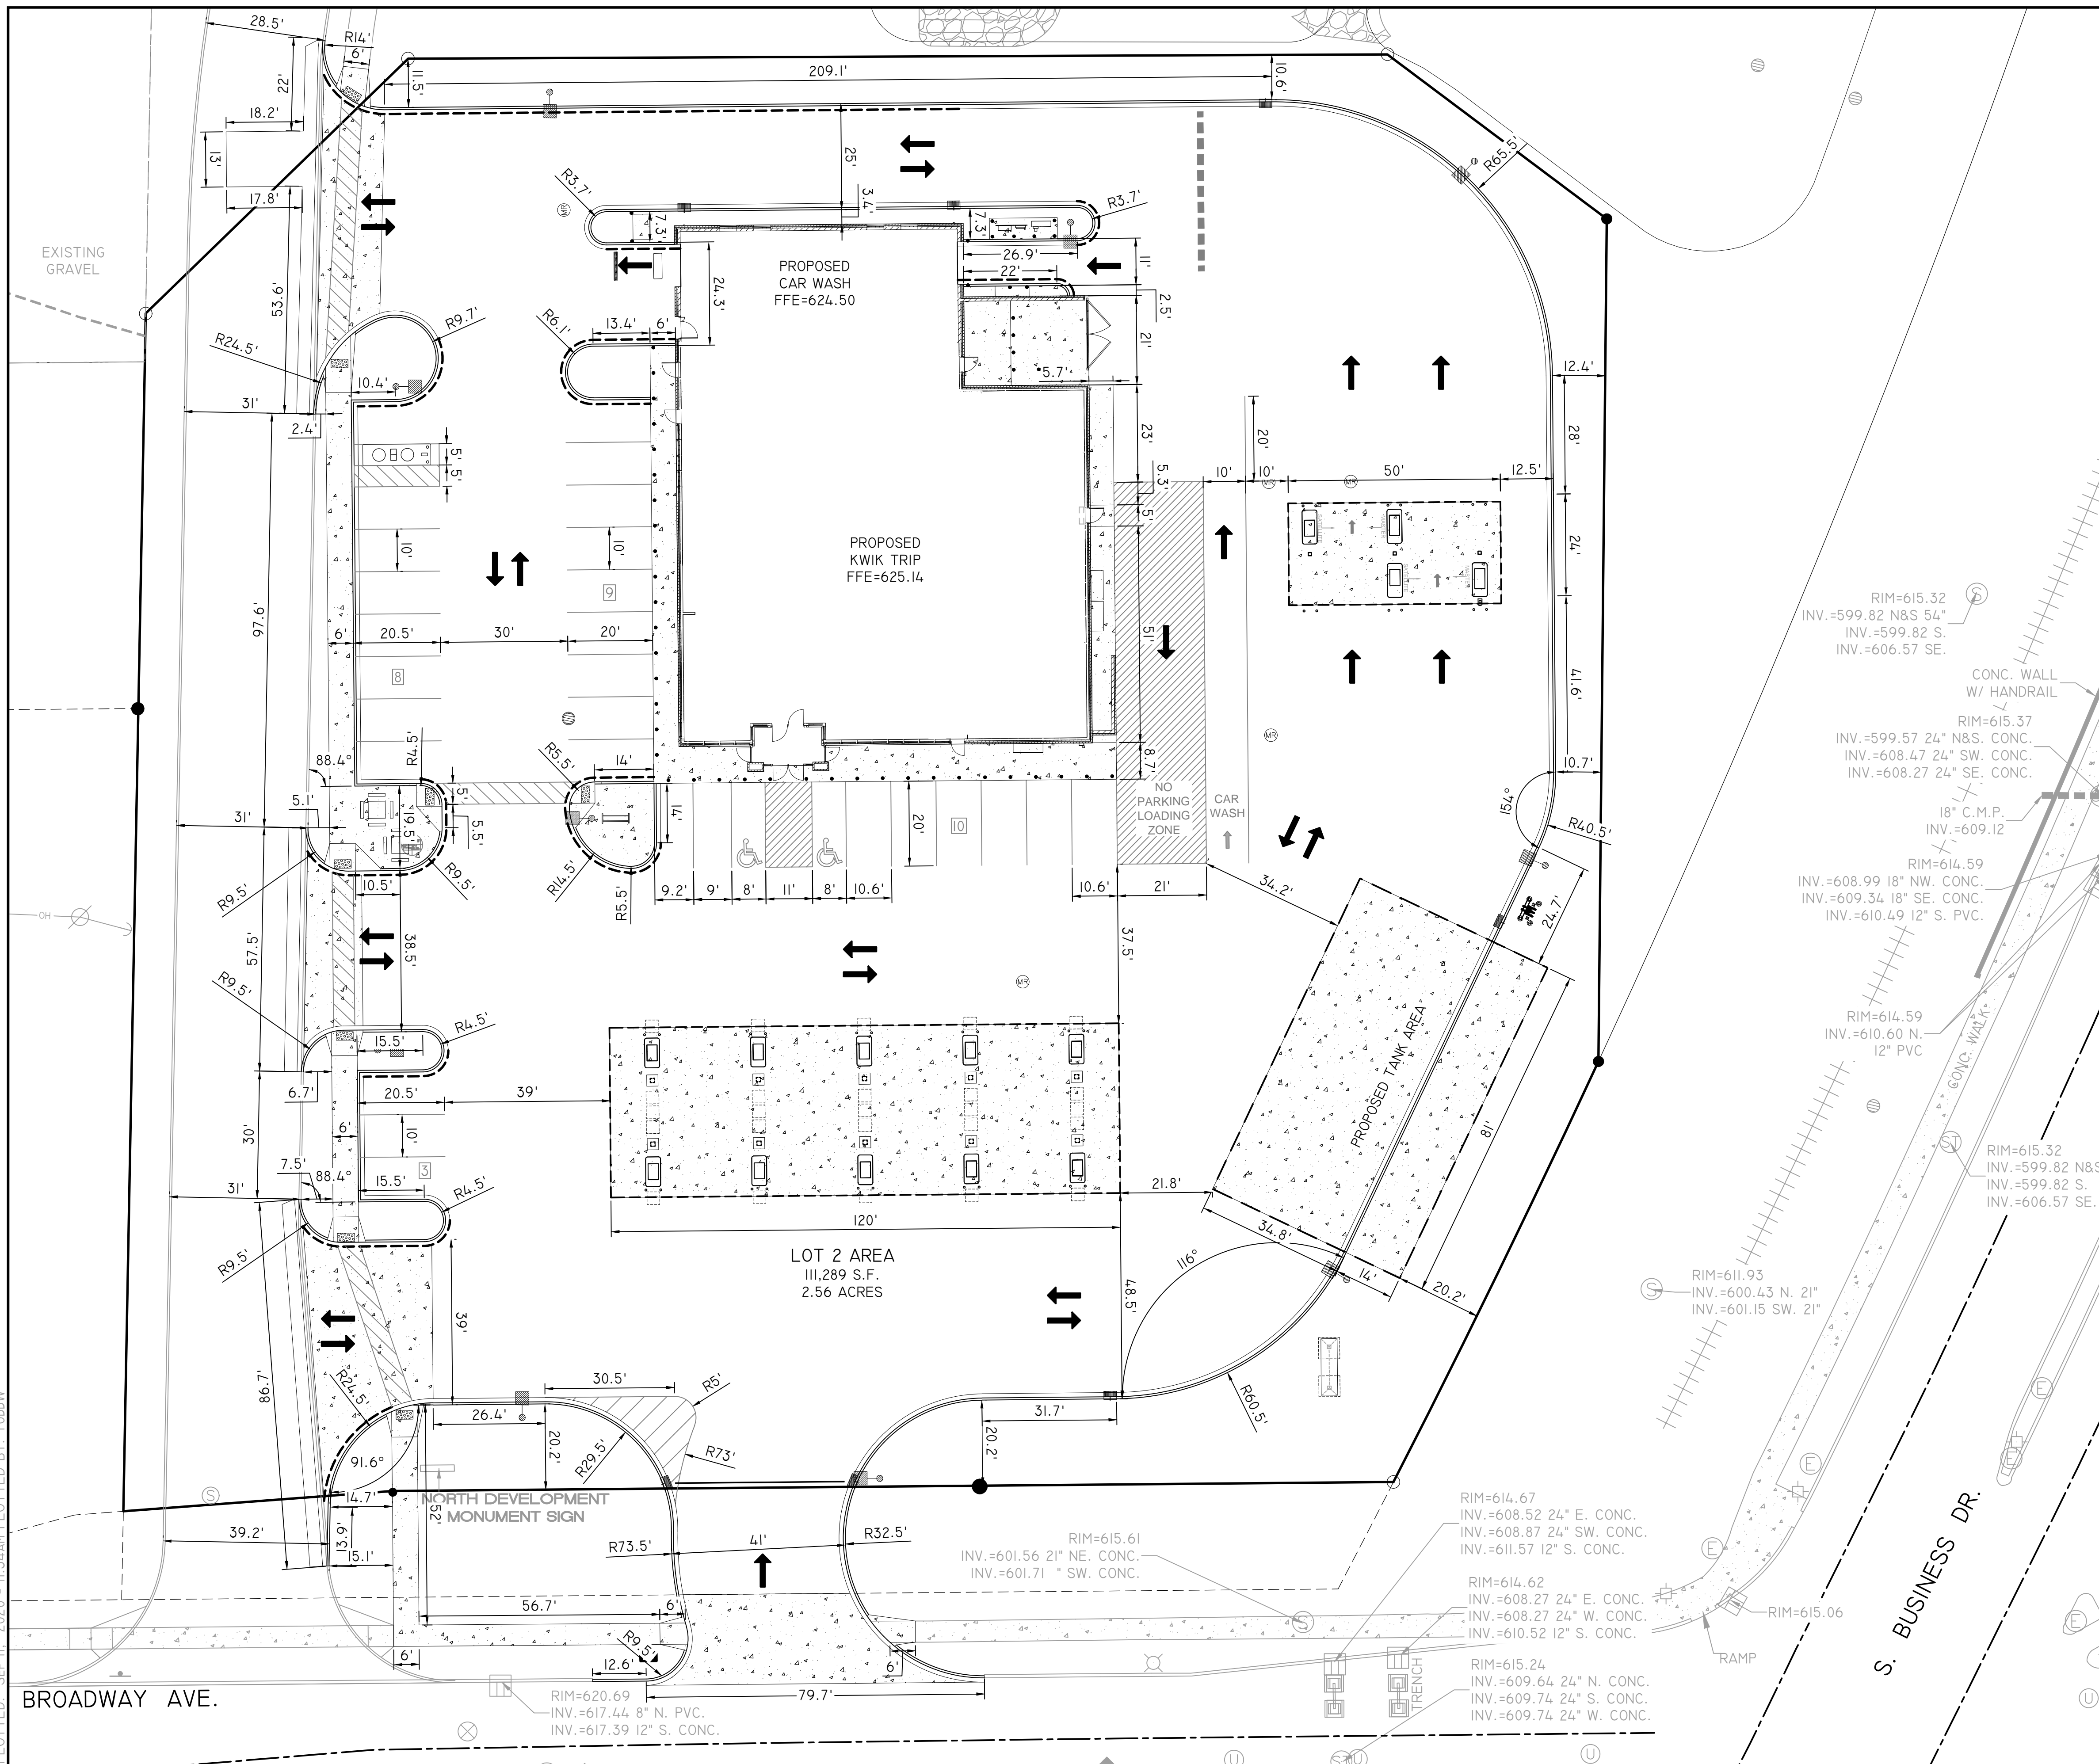 28.5'
R14'
6'
11.5'
209.1'
10.6'
22'
18.2'
13'
17.8'
25'
3.4'
R65.5'
R3.7'
MR
7.3'
7.3'
R3.7'
EXISTING
GRAVEL
53.6'
26.9'
22'
11'
PROPOSED
CAR WASH
FFE=624.50
24.3'
2.5'
R9.7'
R6.1'
13.4'
6'
21'
R24.5'
10.4'
5.7'
12.4'
31'
2.4'
5'
5'
23'
20'
28'
5.3'
10'
10'
50'
12.5'
MR
MR
5'
10'
10'
24'
PROPOSED
KWIK TRIP
FFE=625.14
9
97.6'
6'
20.5'
30'
20'
51'
8
41.6'
RIM=615.32
S
INV.=599.82 N&S 54"
INV.=599.82 S.
INV.=606.57 SE.
CONC. WALL
W/ HANDRAIL
RIM=615.37
INV.=599.57 24" N&S. CONC.
INV.=608.47 24" SW. CONC.
INV.=608.27 24" SE. CONC.
MR
R4.5'
88.4°
R5.5'
14'
8.7'
10.7'
5.1'
31'
5'
5.5'
19.5'
14'
20'
10
NO
PARKING
LOADING
ZONE
CAR
WASH
154°
R40.5'
18" C.M.P.
INV.=609.12
R9.5'
10.5'
R9.5'
R14.5'
R5.5'
9.2'
9'
8'
11'
8'
10.6'
10.6'
21'
34.2'
24.7'
RIM=614.59
INV.=608.99 18" NW. CONC.
INV.=609.34 18" SE. CONC.
INV.=610.49 12" S. PVC.
OH
57.5'
38.5'
37.5'
MR
R9.5'
R4.5'
15.5'
RIM=614.59
INV.=610.60 N.
12" PVC
CONC. WALK
PROPOSED TANK AREA
6.7'
20.5'
39'
30'
6'
10'
3
81'
7.5'
88.4°
31'
15.5'
R4.5'
21.8'
ST
RIM=615.32
INV.=599.82 N&S
INV.=599.82 S.
INV.=606.57 SE.
120'
34.8'
R9.5'
LOT 2 AREA
111,289 S.F.
2.56 ACRES
116°
14'
20.2'
S
RIM=611.93
INV.=600.43 N. 21"
INV.=601.15 SW. 21"
48.5'
39'
86.7'
R24.5'
30.5'
R5'
26.4'
31.7'
R60.5'
20.2'
20.2'
R29.5'
R73'
91.6°
E
E
E
S
14.7'
NORTH DEVELOPMENT
MONUMENT SIGN
52'
39.2'
13.9'
15.1'
R73.5'
41'
R32.5'
RIM=615.61
INV.=601.56 21" NE. CONC.
INV.=601.71 " SW. CONC.
RIM=614.67
INV.=608.52 24" E. CONC.
INV.=608.87 24" SW. CONC.
INV.=611.57 12" S. CONC.
E
RIM=614.62
INV.=608.27 24" E. CONC.
INV.=608.27 24" W. CONC.
INV.=610.52 12" S. CONC.
RIM=615.06
56.7'
6'
S
R9.5'
6'
12.6'
6'
79.7'
RAMP
TRENCH
RIM=615.24
INV.=609.64 24" N. CONC.
INV.=609.74 24" S. CONC.
INV.=609.74 24" W. CONC.
BROADWAY AVE.
RIM=620.69
INV.=617.44 8" N. PVC.
INV.=617.39 12" S. CONC.
S. BUSINESS DR.
E
U
U
U
U